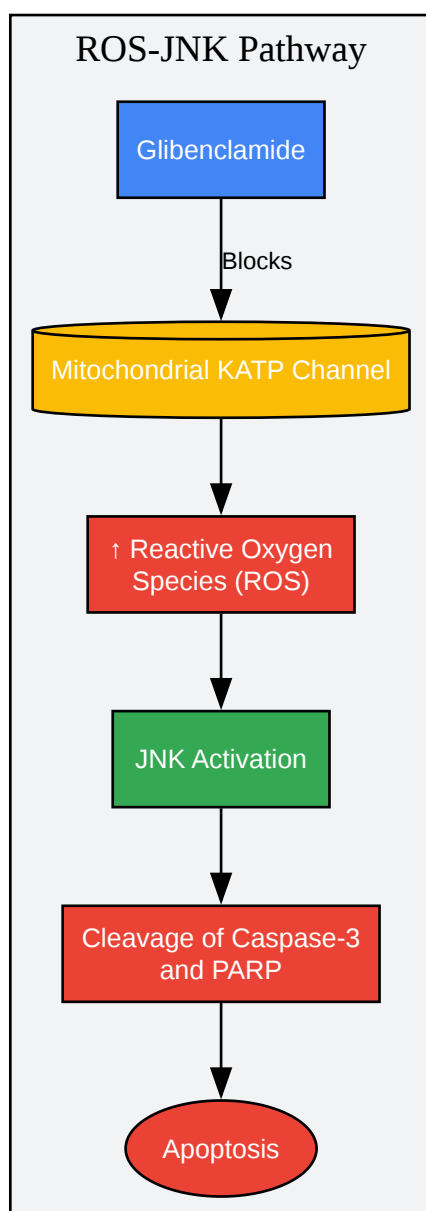 ROS-JNK Pathway
Glibenclamide
Blocks
Mitochondrial KATP Channel
↑ Reactive Oxygen
Species (ROS)
JNK Activation
Cleavage of Caspase-3
and PARP
Apoptosis